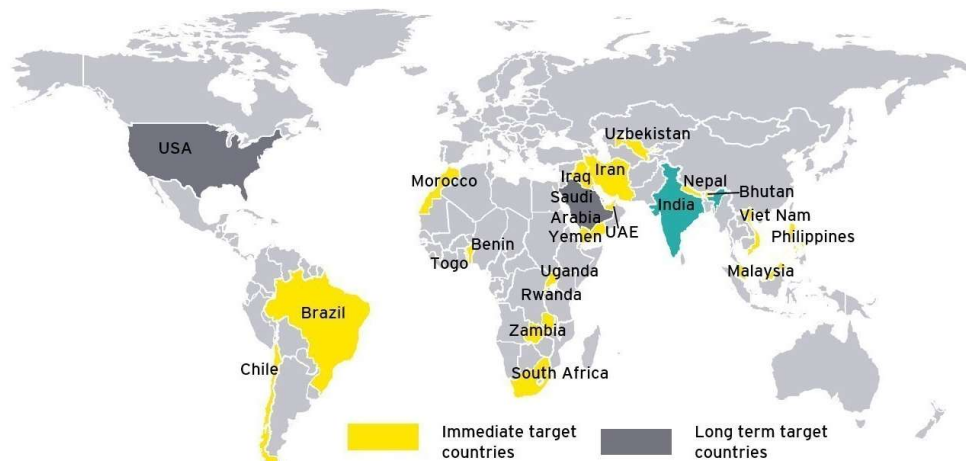 USA
Uzbekistan
Iraq
Iran
Morocco
Nepal
Bhutan
Saudi
Arabia
India
Viet Nam
Yemen
UAE
Philippines
Benin
Togo
Malaysia
Uganda
Rwanda
Brazil
Zambia
Chile
South Africa
Immediate target
countries
Long term target
countries